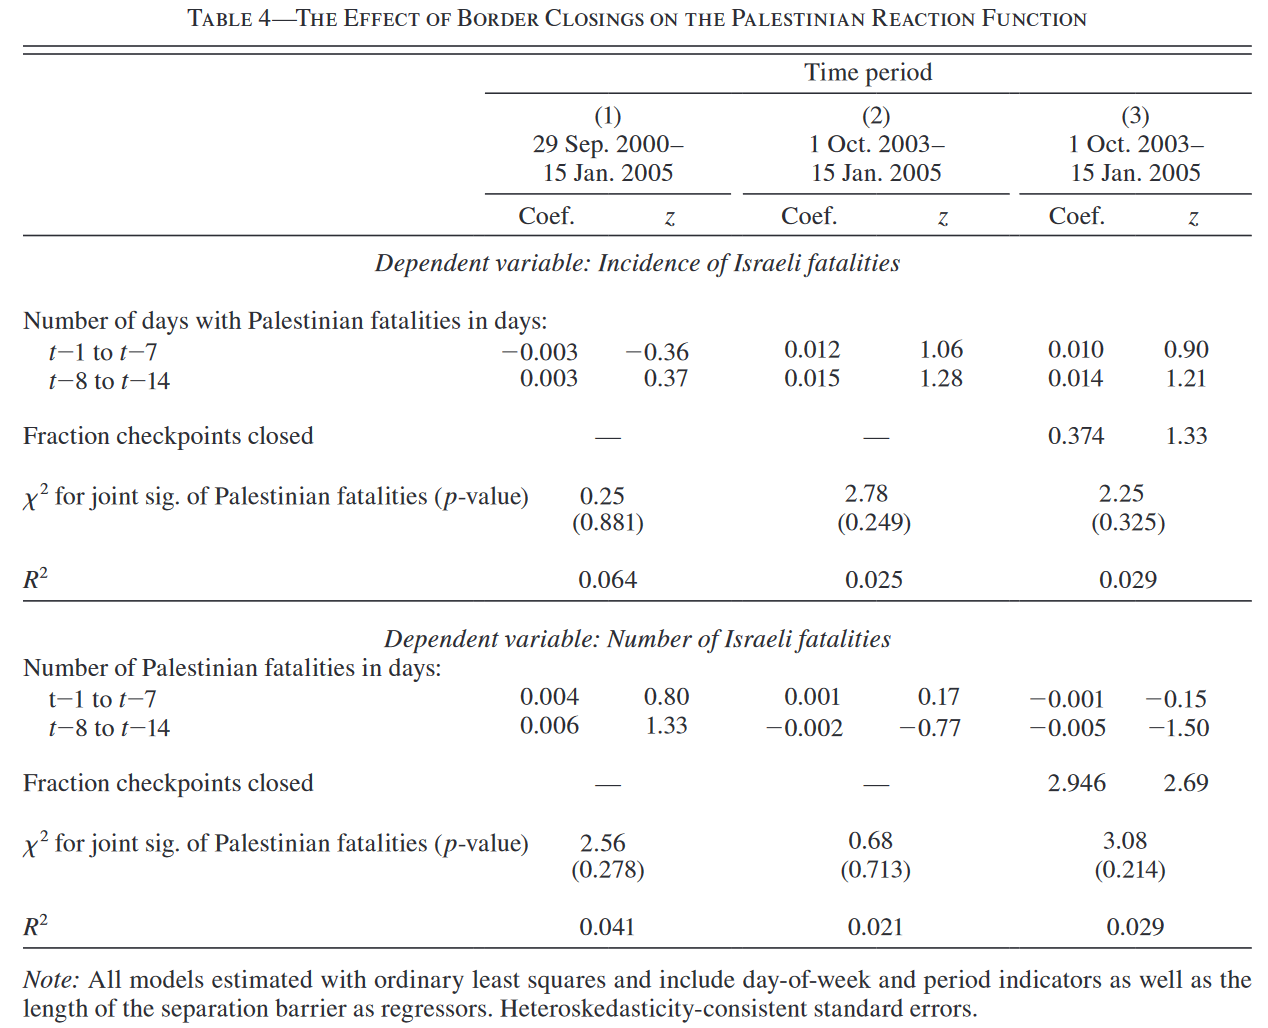 TABLE 4—THE EFFECT OF BORDER CLOSINGS ON THE PALESTINIAN REACTION FUNCTION
Time period
(1) (2) (3)
29 Sep. 2000– 1 Oct. 2003– 1 Oct. 2003–
15 Jan. 2005 15 Jan. 2005 15 Jan. 2005
Coef. z Coef. z Coef. z
Dependent variable: Incidence of Israeli fatalities
Number of days with Palestinian fatalities in days:
t−1 to t−7 −0.003 −0.36 0.012 1.06 0.010 0.90
t−8 to t−14 0.003 0.37 0.015 1.28 0.014 1.21
Fraction checkpoints closed — — 0.374 1.33
χ² for joint sig. of Palestinian fatalities (p-value) 0.25 2.78 2.25
(0.881) (0.249) (0.325)
R² 0.064 0.025 0.029
Dependent variable: Number of Israeli fatalities
Number of Palestinian fatalities in days:
t−1 to t−7 0.004 0.80 0.001 0.17 −0.001 −0.15
t−8 to t−14 0.006 1.33 −0.002 −0.77 −0.005 −1.50
Fraction checkpoints closed — — 2.946 2.69
χ² for joint sig. of Palestinian fatalities (p-value) 2.56 0.68 3.08
(0.278) (0.713) (0.214)
R² 0.041 0.021 0.029
Note: All models estimated with ordinary least squares and include day-of-week and period indicators as well as the
length of the separation barrier as regressors. Heteroskedasticity-consistent standard errors.